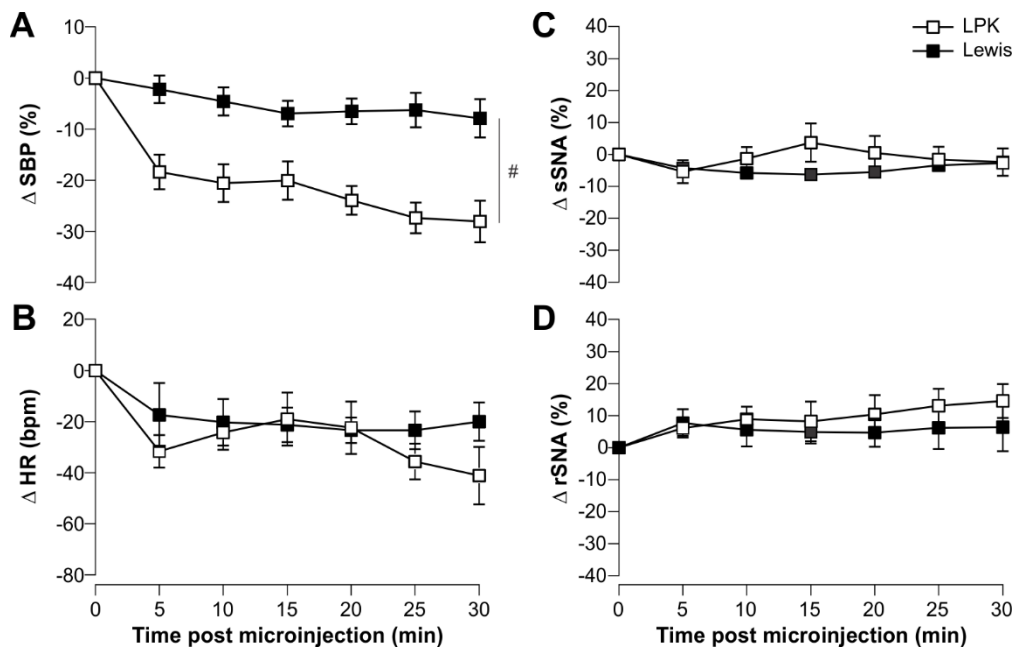 A
10
0
-10
-20
-30
-40
Δ SBP (%)
#
B
20
0
-20
-40
-60
-80
Δ HR (bpm)
0 5 10 15 20 25 30
Time post microinjection (min)
C
40
30
20
10
0
-10
-20
-30
-40
Δ sSNA (%)
LPK
Lewis
D
40
30
20
10
0
-10
-20
-30
-40
Δ rSNA (%)
0 5 10 15 20 25 30
Time post microinjection (min)